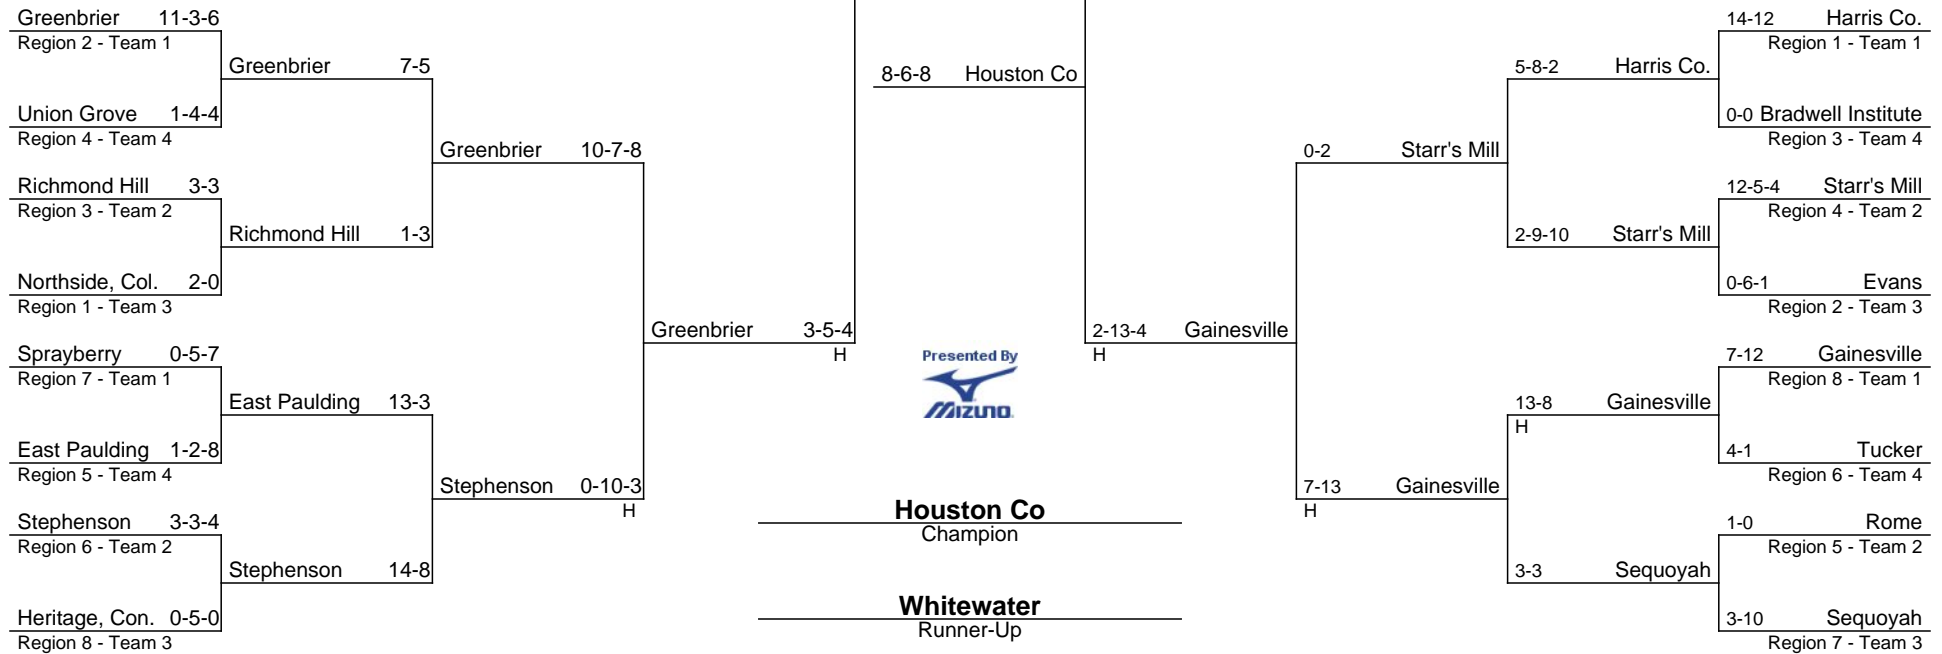 Greenbrier 11-3-6
Region 2 - Team 1
Union Grove 1-4-4
Region 4 - Team 4
Richmond Hill 3-3
Region 3 - Team 2
Northside, Col. 2-0
Region 1 - Team 3
Sprayberry 0-5-7
Region 7 - Team 1
East Paulding 1-2-8
Region 5 - Team 4
Stephenson 3-3-4
Region 6 - Team 2
Heritage, Con. 0-5-0
Region 8 - Team 3
Greenbrier 7-5
Richmond Hill 1-3
East Paulding 13-3
Stephenson 14-8
Greenbrier 10-7-8
Stephenson 0-10-3
H
Greenbrier 3-5-4
H
8-6-8 Houston Co
Presented By
MIZUNO
Houston Co
Champion
Whitewater
Runner-Up
2-13-4 Gainesville
H
0-2 Starr's Mill
7-13 Gainesville
H
5-8-2 Harris Co.
2-9-10 Starr's Mill
13-8 Gainesville
H
3-3 Sequoyah
14-12 Harris Co.
Region 1 - Team 1
0-0 Bradwell Institute
Region 3 - Team 4
12-5-4 Starr's Mill
Region 4 - Team 2
0-6-1 Evans
Region 2 - Team 3
7-12 Gainesville
Region 8 - Team 1
4-1 Tucker
Region 6 - Team 4
1-0 Rome
Region 5 - Team 2
3-10 Sequoyah
Region 7 - Team 3